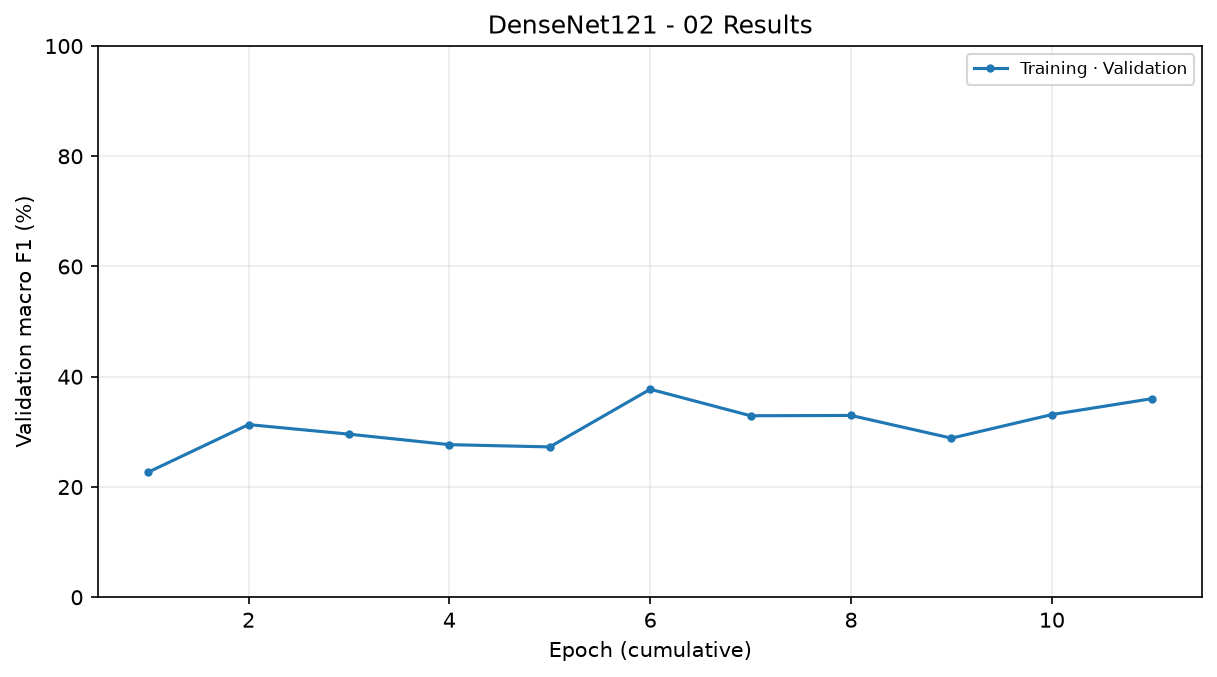 DenseNet121 - 02 Results
Training · Validation
Validation macro F1 (%)
100
80
60
40
20
0
2 4 6 8 10
Epoch (cumulative)